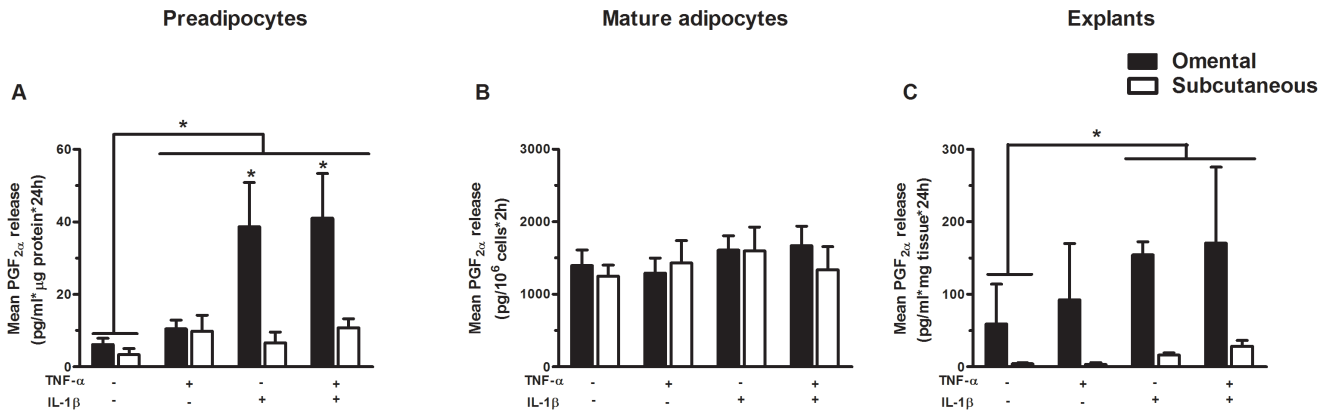 Preadipocytes
Mature adipocytes
Explants
Omental
Subcutaneous
A
*
60
40
20
0
*
*
Mean PGF2α release
(pg/ml*μg protein*24h)
TNF-α - + - +
IL-1β - - + +
B
3000
2000
1000
0
Mean PGF2α release
(pg/10⁶ cells*2h)
TNF-α - + - +
IL-1β - - + +
C
*
300
200
100
0
Mean PGF2α release
(pg/ml*mg tissue*24h)
TNF-α - + - +
IL-1β - - + +